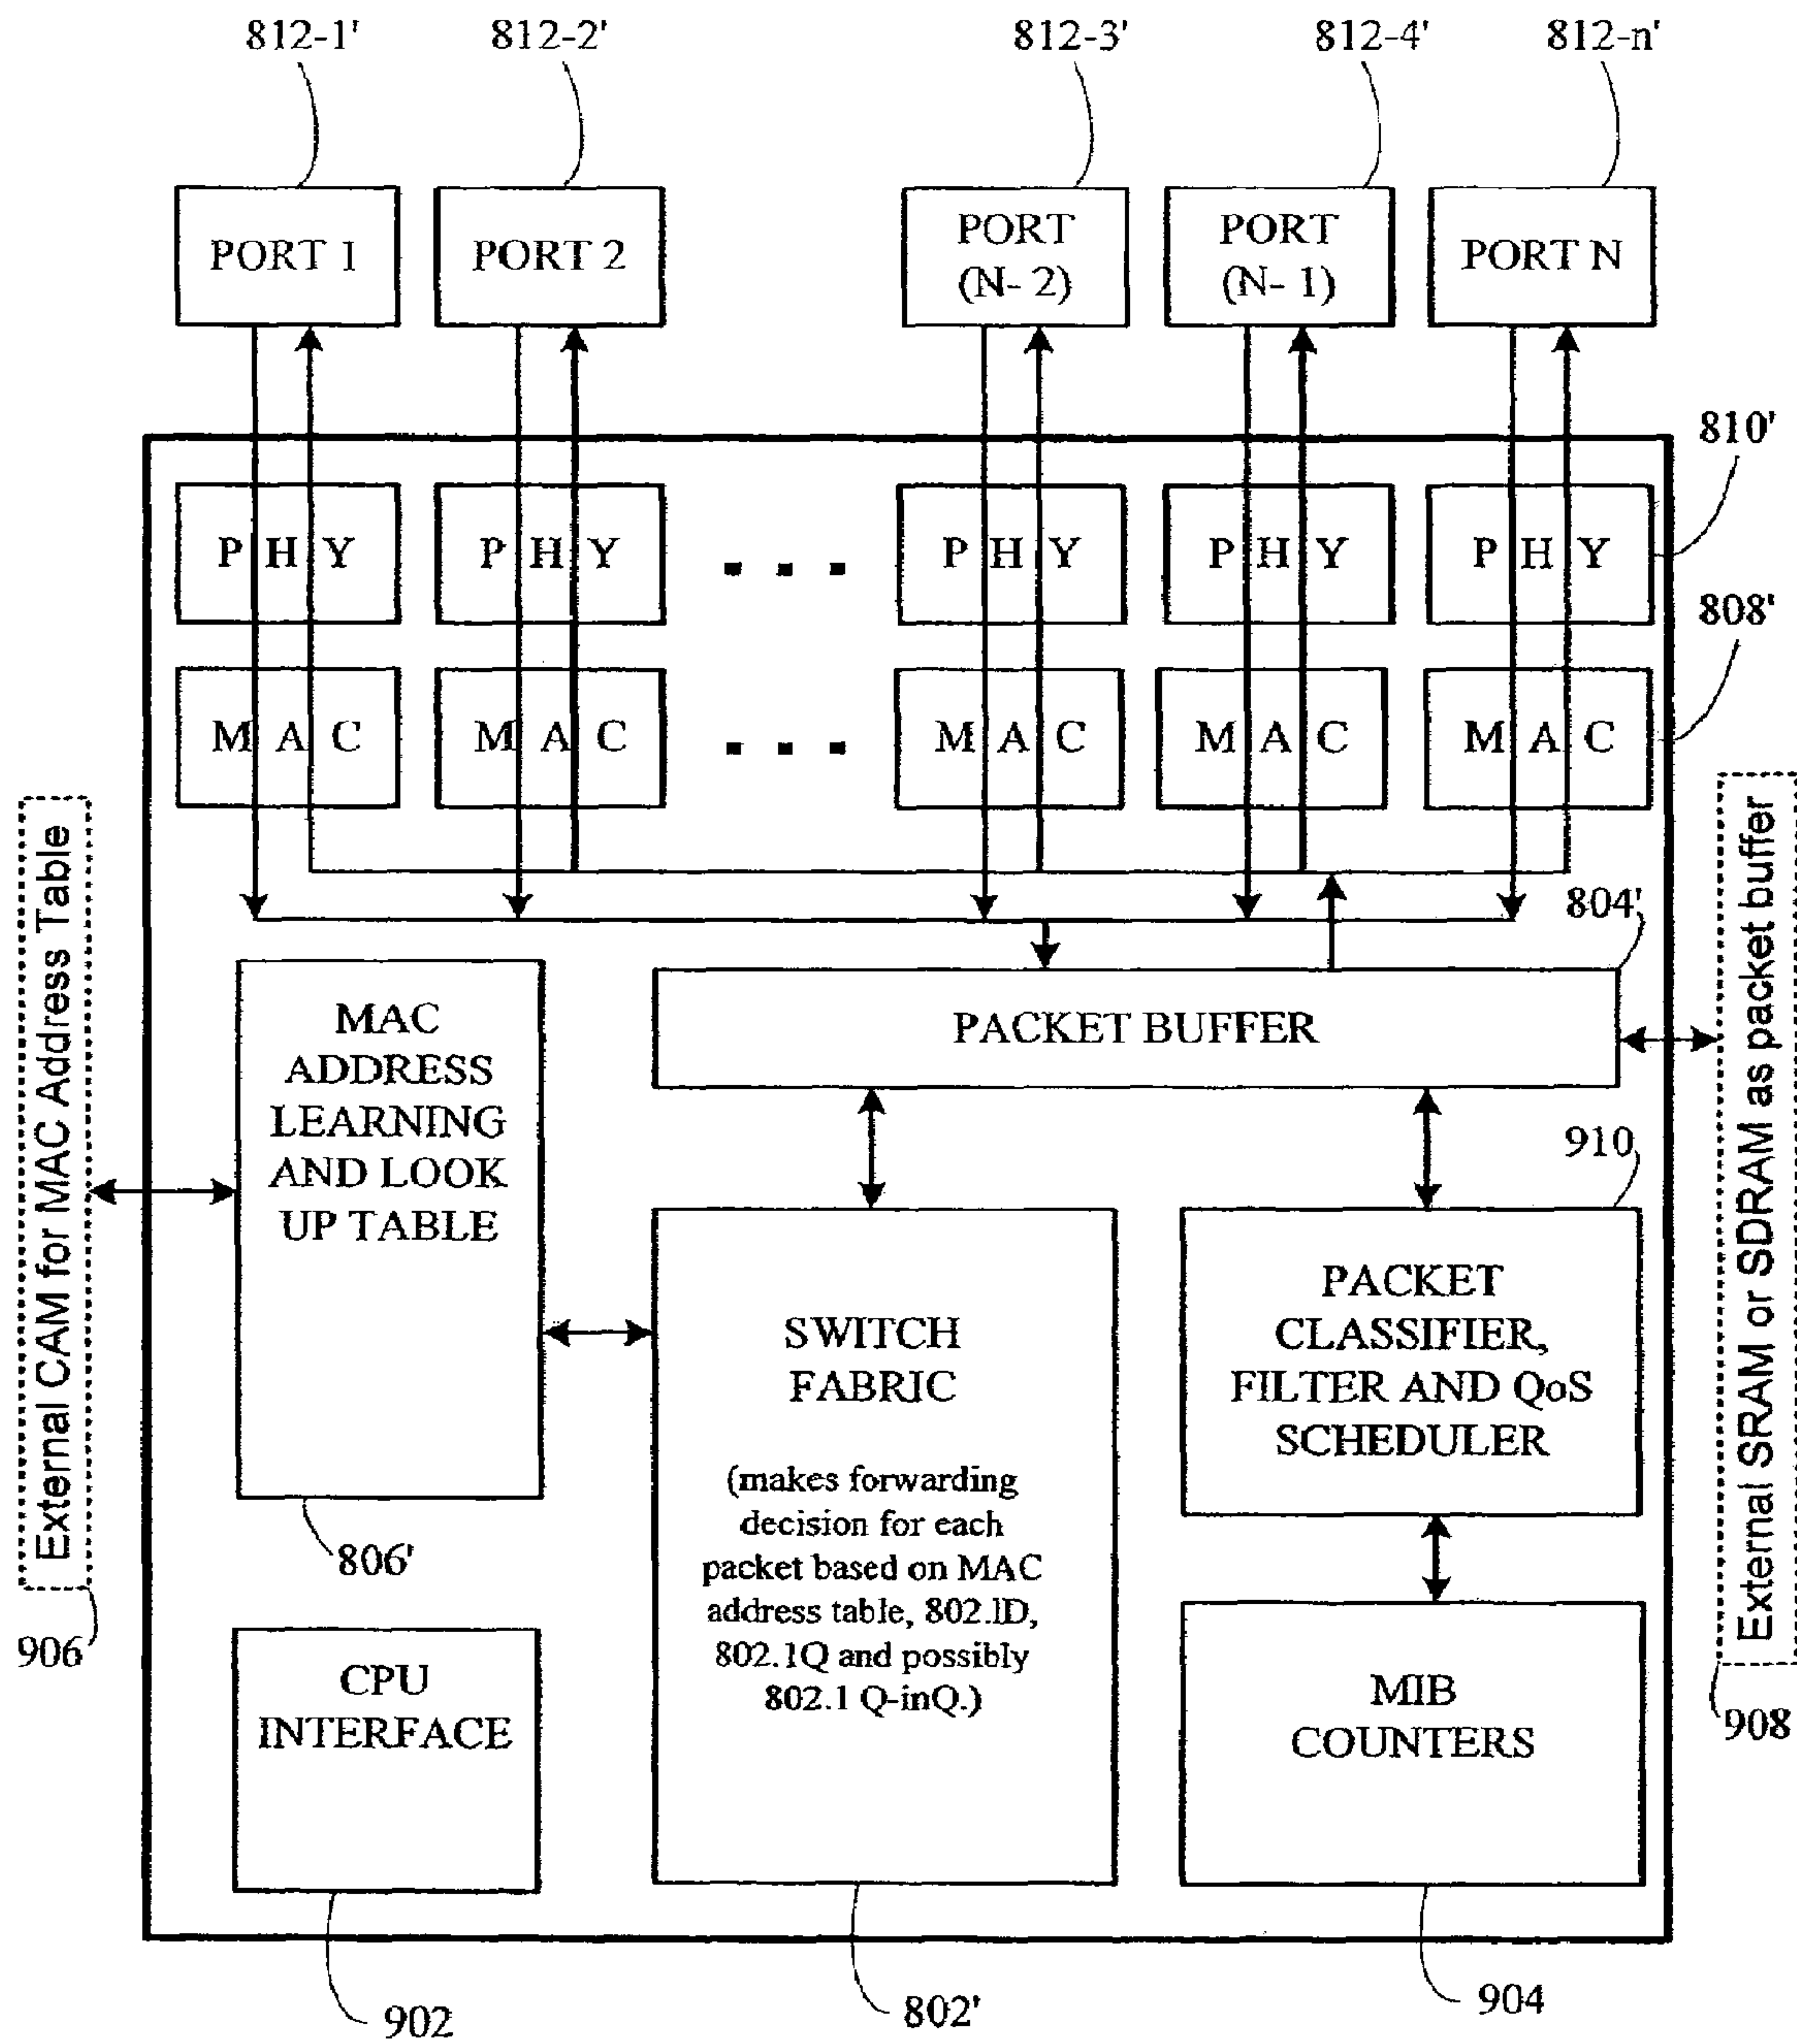 812-1' 812-2' 812-3' 812-4' 812-n'
PORT 1
PORT 2
PORT
(N- 2)
PORT
(N- 1)
PORT N
810'
P H Y P H Y P H Y P H Y P H Y
808'
M A C M A C M A C M A C M A C
804'
PACKET BUFFER
External CAM for MAC Address Table
906
MAC
ADDRESS
LEARNING
AND LOOK
UP TABLE
806'
External SRAM or SDRAM as packet buffer
908
910
SWITCH
FABRIC
(makes forwarding
decision for each
packet based on MAC
address table, 802.1D,
802.1Q and possibly
802.1 Q-inQ.)
PACKET
CLASSIFIER,
FILTER AND QoS
SCHEDULER
CPU
INTERFACE
MIB
COUNTERS
902
802'
904